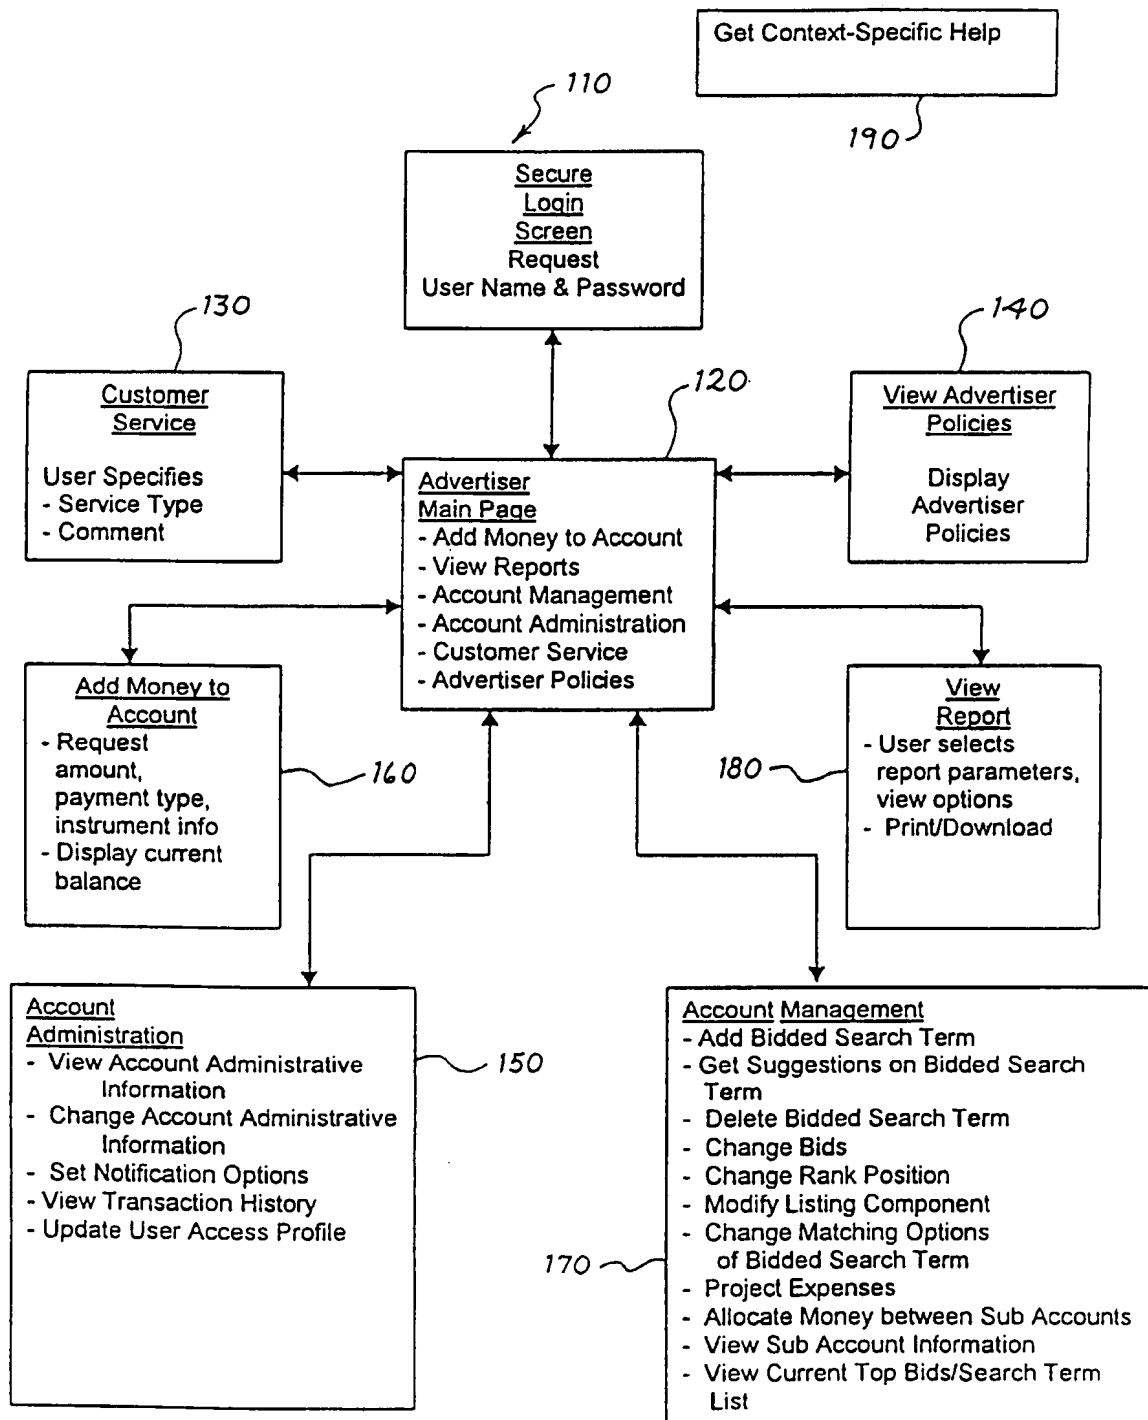 Get Context-Specific Help
190
110
Secure
Login
Screen
Request
User Name & Password
130
Customer
Service
User Specifies
- Service Type
- Comment
120
Advertiser
Main Page
- Add Money to Account
- View Reports
- Account Management
- Account Administration
- Customer Service
- Advertiser Policies
140
View Advertiser
Policies
Display
Advertiser
Policies
Add Money to
Account
- Request
amount,
payment type,
instrument info
- Display current
balance
160
180
View
Report
- User selects
report parameters,
view options
- Print/Download
Account
Administration
- View Account Administrative
Information
- Change Account Administrative
Information
- Set Notification Options
- View Transaction History
- Update User Access Profile
150
170
Account Management
- Add Bidded Search Term
- Get Suggestions on Bidded Search
Term
- Delete Bidded Search Term
- Change Bids
- Change Rank Position
- Modify Listing Component
- Change Matching Options
of Bidded Search Term
- Project Expenses
- Allocate Money between Sub Accounts
- View Sub Account Information
- View Current Top Bids/Search Term
List